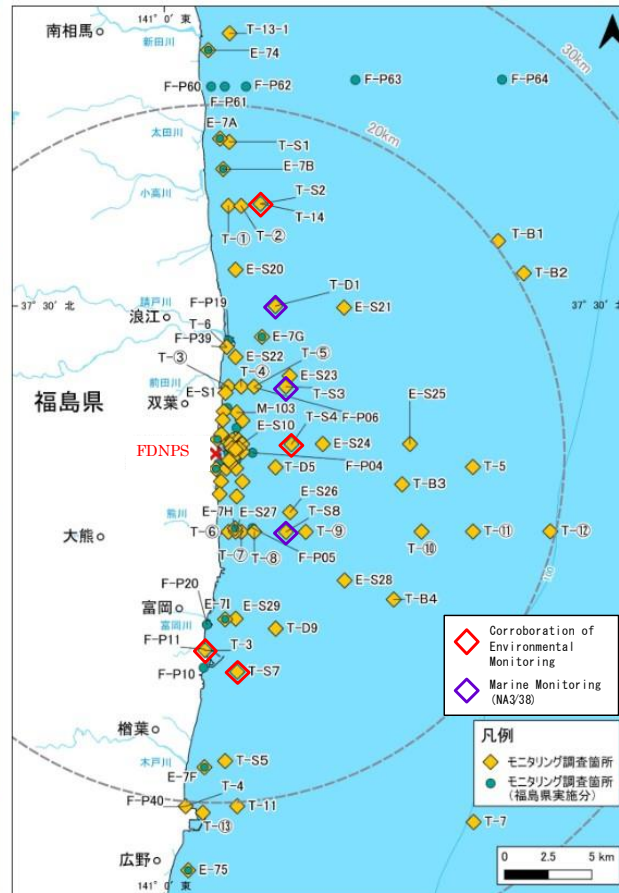 141° 0' 東
南相馬
新田川
T-13-1
E-74
30km
F-P60
F-P62
F-P63
F-P64
F-P61
20km
太田川
E-7A
T-S1
E-7B
小高川
T-S2
T-14
T-①
T-②
T-B1
E-S20
T-B2
T-D1
37° 30' 北
37° 30' 北
請戸川
F-P19
E-S21
浪江
T-6
F-P39
E-7G
T-③
E-S22
T-⑤
T-④
E-S23
前田川
E-S1
T-S3
福島県
双葉
M-103
F-P06
E-S25
T-S4
E-S10
E-S24
FDNPS
F-P04
T-D5
T-5
T-B3
E-S26
熊川
E-7H
E-S27
T-S8
大熊
T-⑥
T-⑨
T-⑩
T-⑪
T-⑫
T-⑦
T-⑧
F-P05
F-P20
E-S28
富岡
E-7I
E-S29
T-B4
富岡川
T-D9
F-P11
T-3
F-P10
T-S7
100
Corroboration of
Environmental
Monitoring
Marine Monitoring
(NA3/38)
凡例
モニタリング調査箇所
モニタリング調査箇所
(福島県実施分)
楢葉
木戸川
T-S5
E-7F
T-4
F-P40
T-11
T-⑬
T-7
広野
E-75
0 2.5 5 km
141° 0' 東